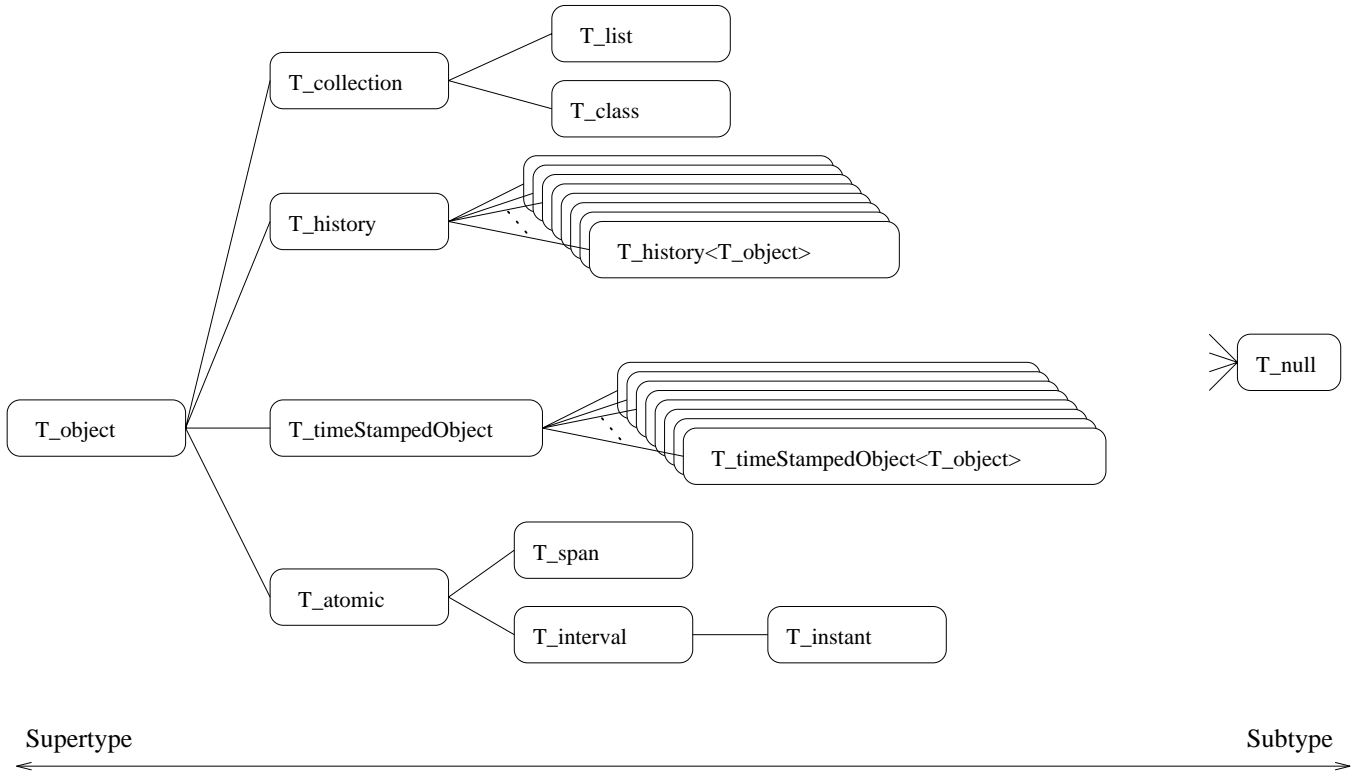 T_list
T_collection
T_class
T_history
T_history<T_object>
T_null
T_object
T_timeStampedObject
T_timeStampedObject<T_object>
T_span
T_atomic
T_interval
T_instant
Supertype
Subtype